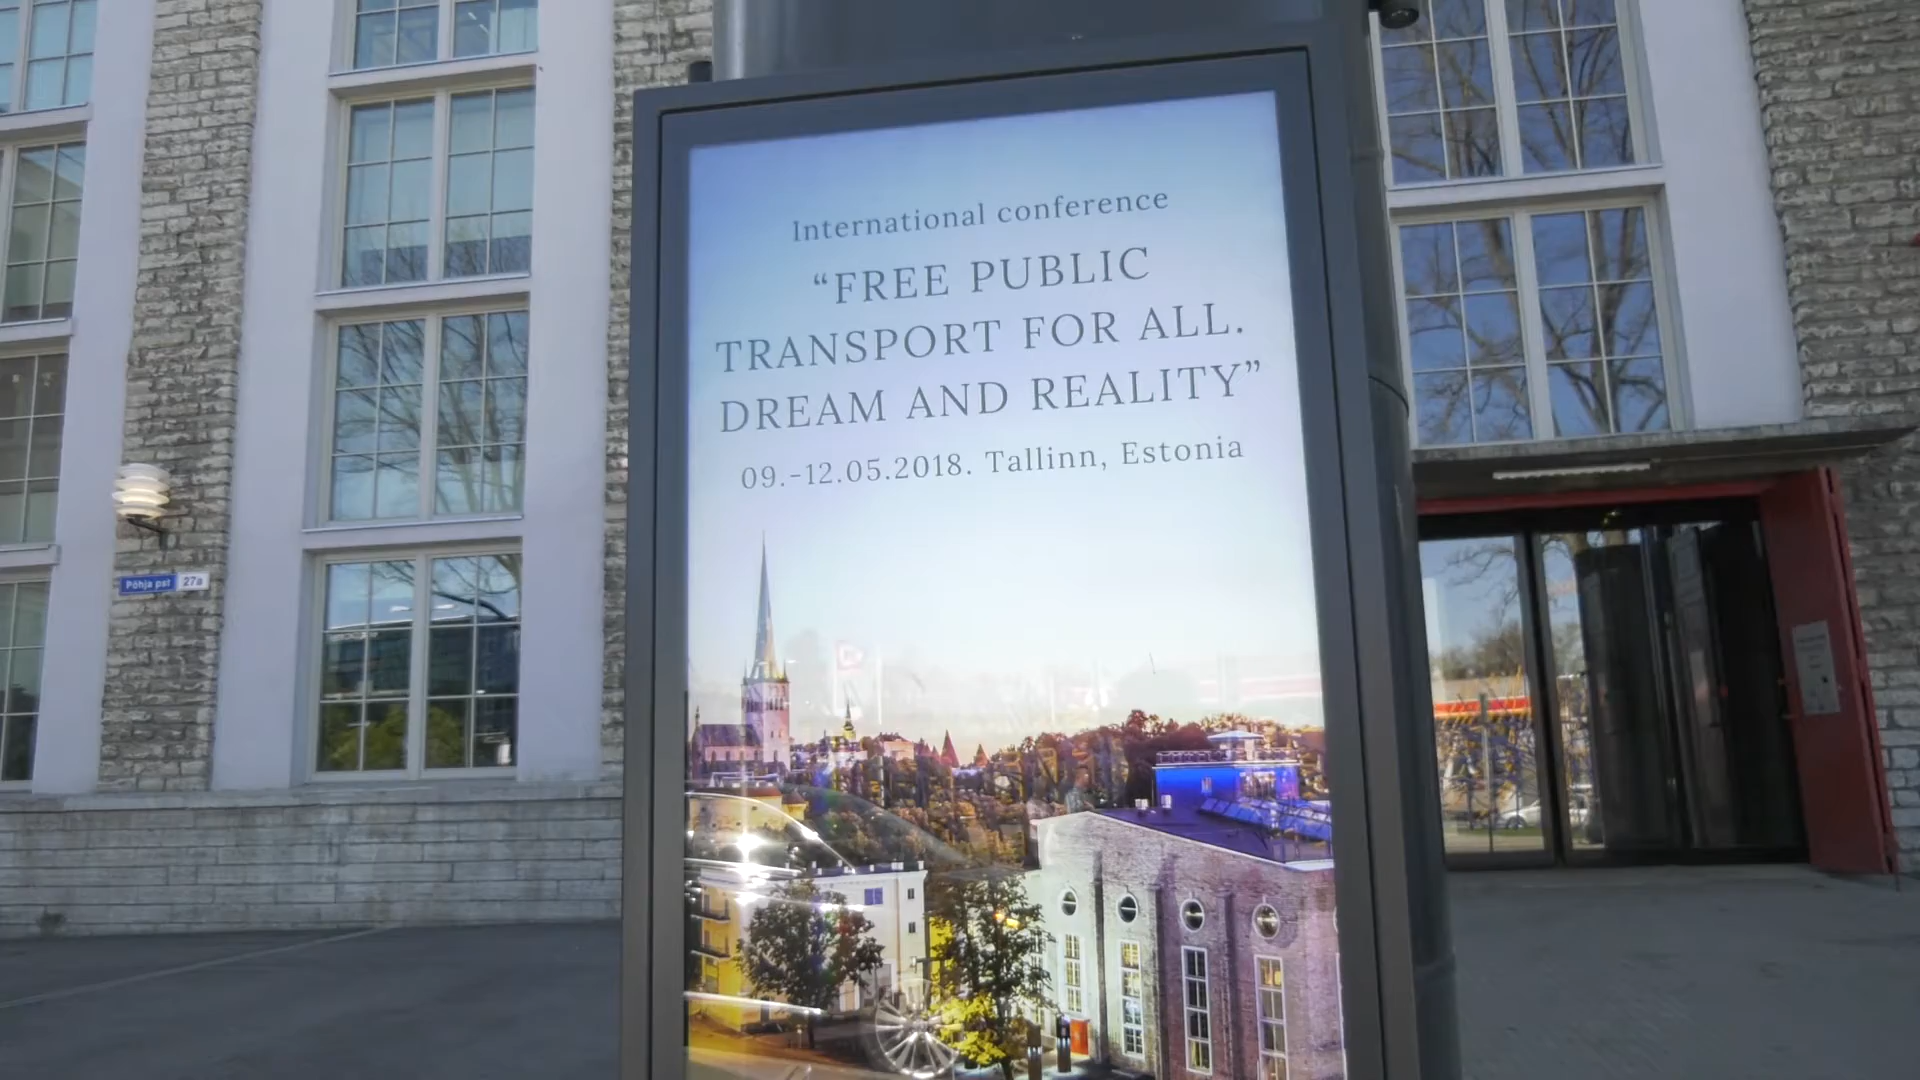 International conference
“FREE PUBLIC
TRANSPORT FOR ALL.
DREAM AND REALITY”
09.-12.05.2018. Tallinn, Estonia
Põhja pst 27a